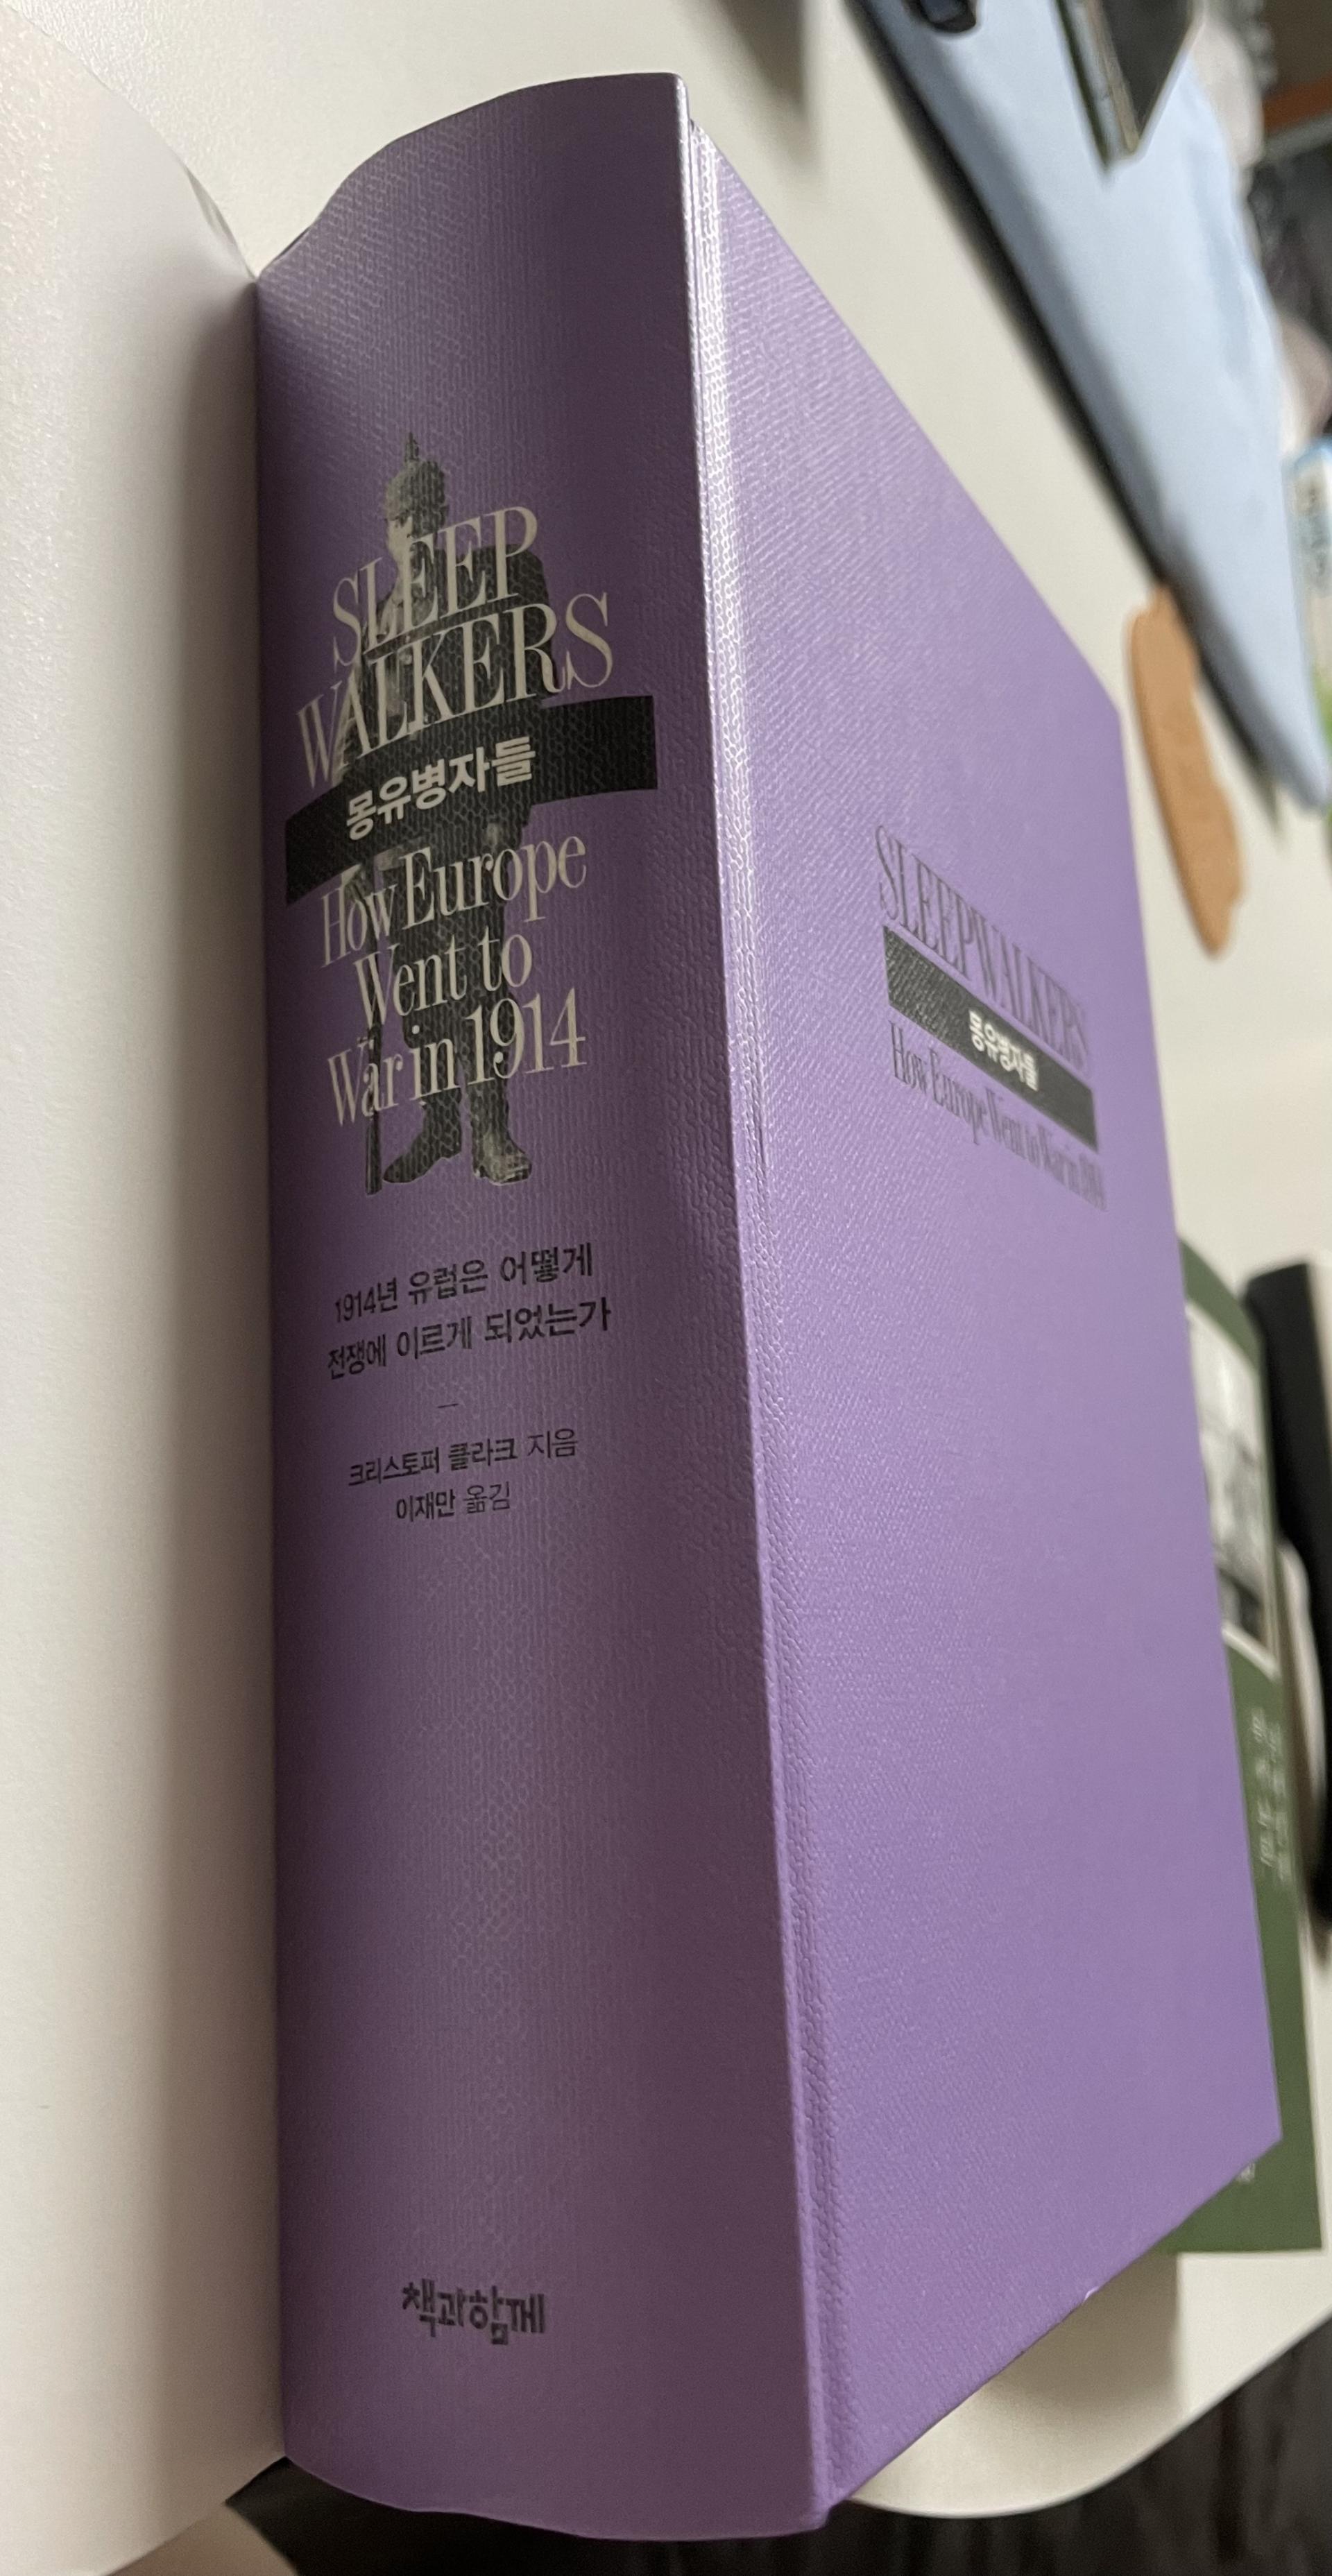 SLEEP
WALKERS
몽유병자들
How Europe
Went to
War in 1914
1914년 유럽은 어떻게
전쟁에 이르게 되었는가
크리스토퍼 클라크 지음
이재만 옮김
책과함께
SLEEPWALKERS
몽유병자들
How Europe Went to War in 1914